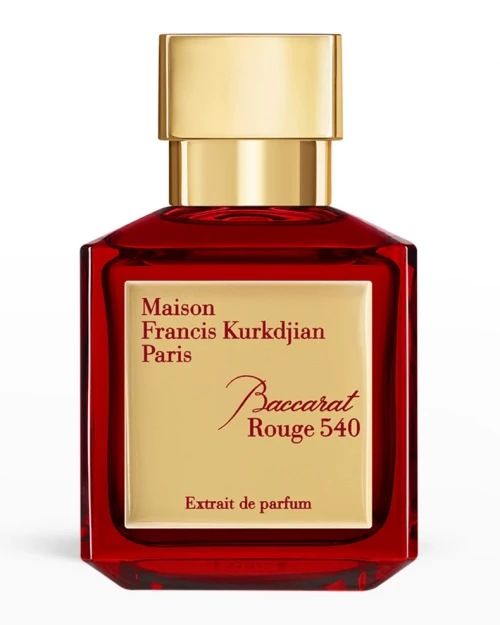 Maison
Francis Kurkdjian
Paris
Baccarat
Rouge 540
Extrait de parfum